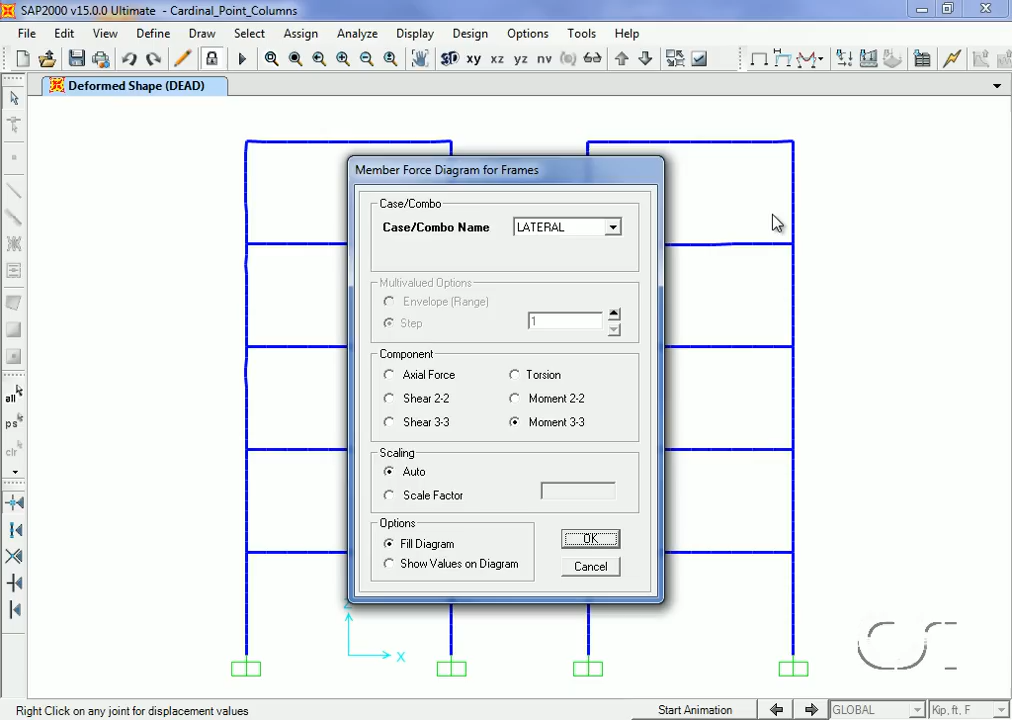 SAP2000 v15.0.0 Ultimate - Cardinal_Point_Columns
File Edit View Define Draw Select Assign Analyze Display Design Options Tools Help
3-D xy xz yz nv
Deformed Shape (DEAD)
Member Force Diagram for Frames
Case/Combo
Case/Combo Name LATERAL
Multivalued Options
Envelope (Range)
Step 1
Component
Axial Force Torsion
Shear 2-2 Moment 2-2
Shear 3-3 Moment 3-3
Scaling
Auto
Scale Factor
Options
Fill Diagram
Show Values on Diagram
OK
Cancel
all
ps
clr
Z
X
Right Click on any joint for displacement values
Start Animation
GLOBAL
Kip, ft, F